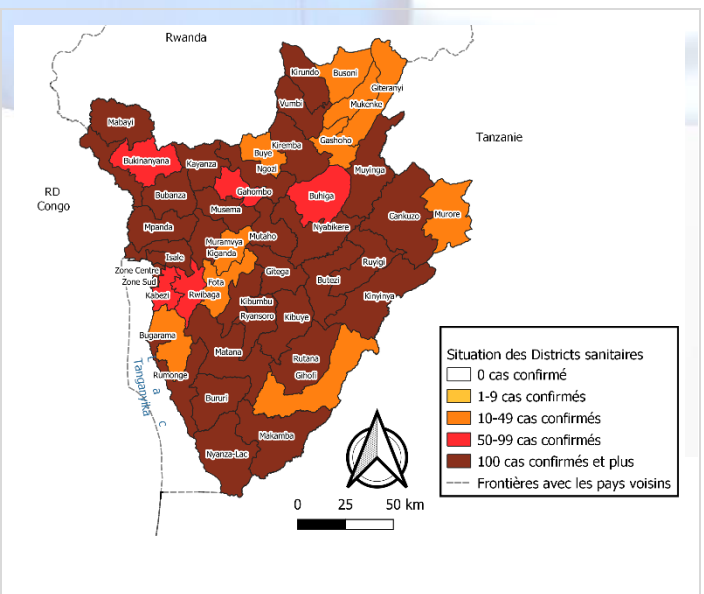 Rwanda
Kirundo
Busoni
Giteranyi
Vumbi
Mukenke
Mabayi
Tanzanie
Gashoho
Kiremba
Buye
Bukinanyana
Kayanza
Ngozi
Muyinga
RD
Congo
Bubanza
Gahombo
Buhiga
Musema
Cankuzo
Murore
Mpanda
Nyabikere
Mutaho
Muramvya
Kiganda
Isale
Ruyigi
Zone Centre
Gitega
Zone Sud
Fota
Butezi
Kabezi
Rwibaga
Kinyinya
Kibumbu
Ryansoro
Kibuye
Bugarama
Matana
Rutana
Rumonge
Gihofi
Lac
Tanganyika
Bururi
Makamba
Nyanza-Lac
Situation des Districts sanitaires
0 cas confirmé
1-9 cas confirmés
10-49 cas confirmés
50-99 cas confirmés
100 cas confirmés et plus
Frontières avec les pays voisins
0 25 50 km